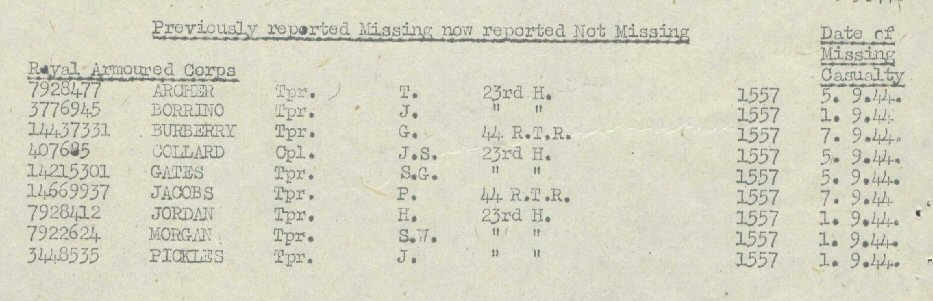 Previously reported Missing now reported Not Missing
Date of
Missing
Casualty
Royal Armoured Corps
7928477 ARCHER Tpr. T. 23rd H. 1557 5. 9.44.
3776945 BORRINO Tpr. J. " " 1557 1. 9.44.
14437331 BURBERRY Tpr. G. 44 R.T.R. 1557 7. 9.44.
407685 COLLARD Cpl. J.S. 23rd H. 1557 5. 9.44.
14215301 GATES Tpr. S.G. " " 1557 5. 9.44.
14669937 JACOBS Tpr. P. 44 R.T.R. 1557 7. 9.44
7928412 JORDAN Tpr. H. 23rd H. 1557 1. 9.44.
7922624 MORGAN Tpr. S.W. " " 1557 1. 9.44.
3448535 PICKLES Tpr. J. " " 1557 1. 9.44.